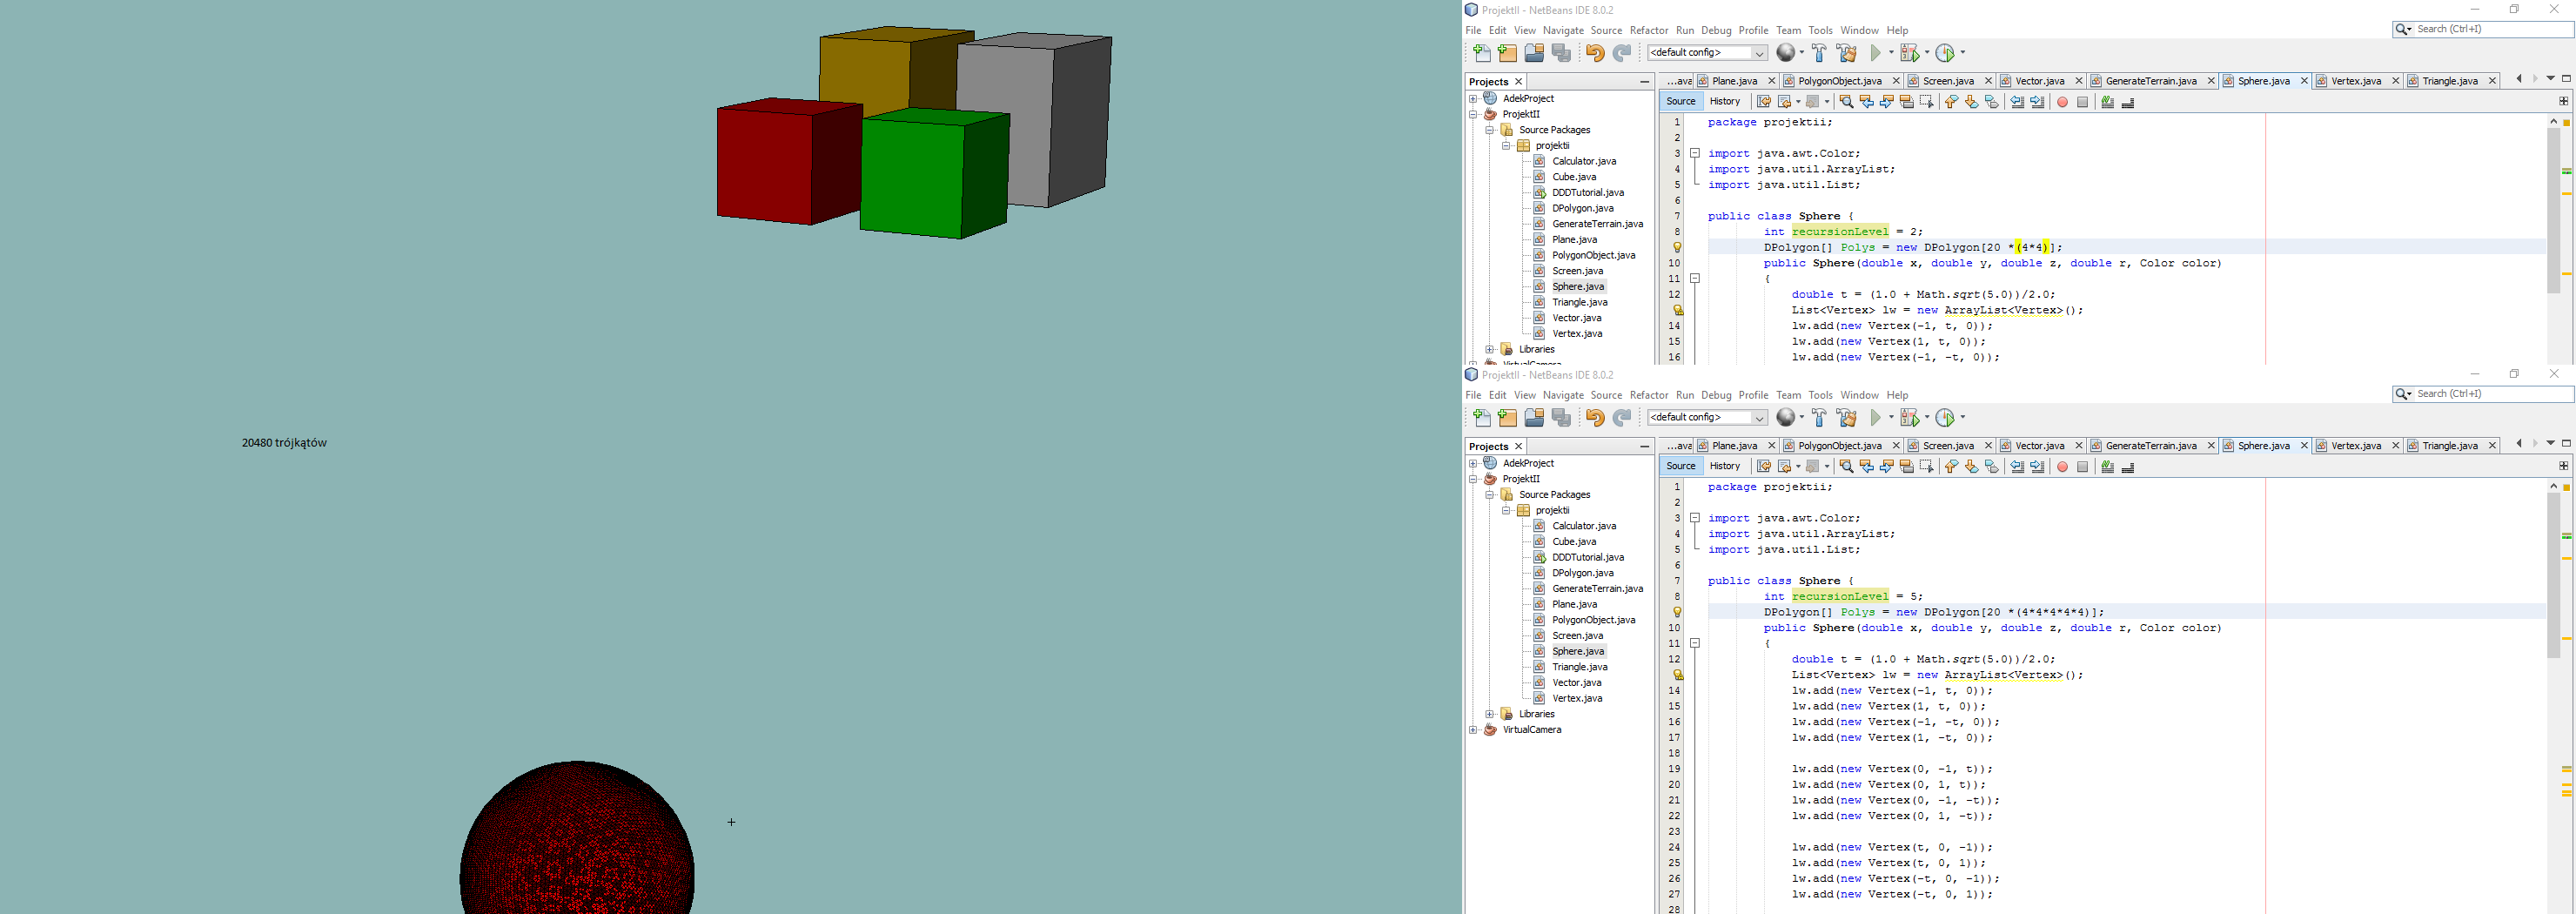 20480 trójkątów
ProjektII - NetBeans IDE 8.0.2
File Edit View Navigate Source Refactor Run Debug Profile Team Tools Window Help
Search (Ctrl+I)
<default config>
Projects
...ava Plane.java PolygonObject.java Screen.java Vector.java GenerateTerrain.java Sphere.java Vertex.java Triangle.java
Source History
AdekProject
ProjektII
Source Packages
projektii
Calculator.java
Cube.java
DDDTutorial.java
DPolygon.java
GenerateTerrain.java
Plane.java
PolygonObject.java
Screen.java
Sphere.java
Triangle.java
Vector.java
Vertex.java
Libraries
VirtualCamera
1 package projektii;
2
3 import java.awt.Color;
4 import java.util.ArrayList;
5 import java.util.List;
6
7 public class Sphere {
8 int recursionLevel = 2;
DPolygon[] Polys = new DPolygon[20 *(4*4)];
10 public Sphere(double x, double y, double z, double r, Color color)
11 {
12 double t = (1.0 + Math.sqrt(5.0))/2.0;
List<Vertex> lw = new ArrayList<Vertex>();
14 lw.add(new Vertex(-1, t, 0));
15 lw.add(new Vertex(1, t, 0));
16 lw.add(new Vertex(-1, -t, 0));
ProjektII - NetBeans IDE 8.0.2
File Edit View Navigate Source Refactor Run Debug Profile Team Tools Window Help
Search (Ctrl+I)
<default config>
Projects
...ava Plane.java PolygonObject.java Screen.java Vector.java GenerateTerrain.java Sphere.java Vertex.java Triangle.java
Source History
AdekProject
ProjektII
Source Packages
projektii
Calculator.java
Cube.java
DDDTutorial.java
DPolygon.java
GenerateTerrain.java
Plane.java
PolygonObject.java
Screen.java
Sphere.java
Triangle.java
Vector.java
Vertex.java
Libraries
VirtualCamera
1 package projektii;
2
3 import java.awt.Color;
4 import java.util.ArrayList;
5 import java.util.List;
6
7 public class Sphere {
8 int recursionLevel = 5;
DPolygon[] Polys = new DPolygon[20 *(4*4*4*4*4)];
10 public Sphere(double x, double y, double z, double r, Color color)
11 {
12 double t = (1.0 + Math.sqrt(5.0))/2.0;
List<Vertex> lw = new ArrayList<Vertex>();
14 lw.add(new Vertex(-1, t, 0));
15 lw.add(new Vertex(1, t, 0));
16 lw.add(new Vertex(-1, -t, 0));
17 lw.add(new Vertex(1, -t, 0));
18
19 lw.add(new Vertex(0, -1, t));
20 lw.add(new Vertex(0, 1, t));
21 lw.add(new Vertex(0, -1, -t));
22 lw.add(new Vertex(0, 1, -t));
23
24 lw.add(new Vertex(t, 0, -1));
25 lw.add(new Vertex(t, 0, 1));
26 lw.add(new Vertex(-t, 0, -1));
27 lw.add(new Vertex(-t, 0, 1));
28